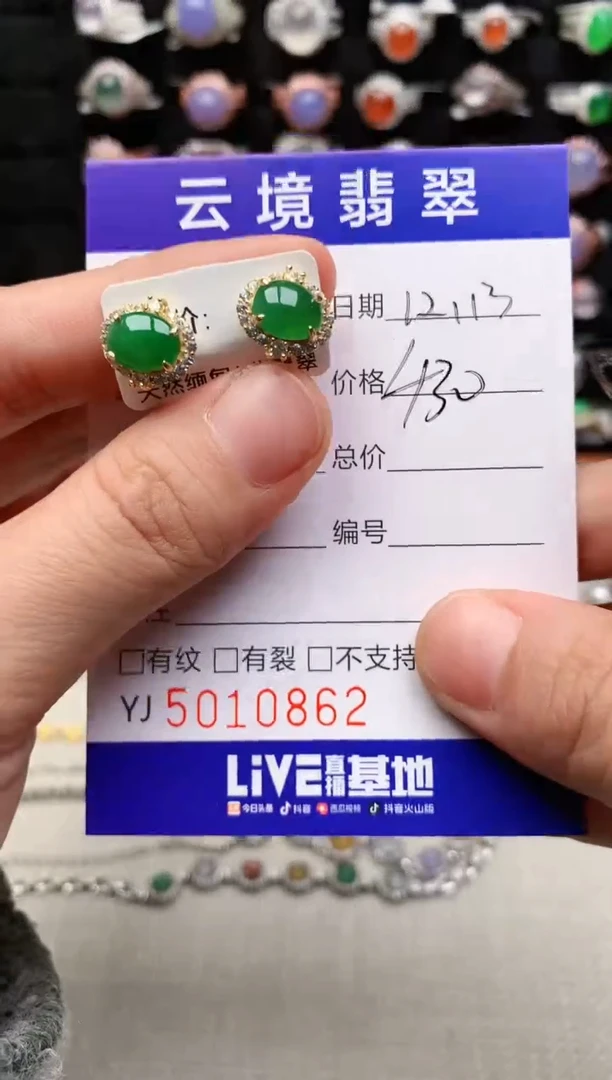 云境翡翠
价:
日期 12.13
天然缅甸
价格 430
总价
编号
□有纹 □有裂 □不支持
YJ 5010862
LiVE直播基地
今日头条 抖音 西瓜视频 抖音火山版